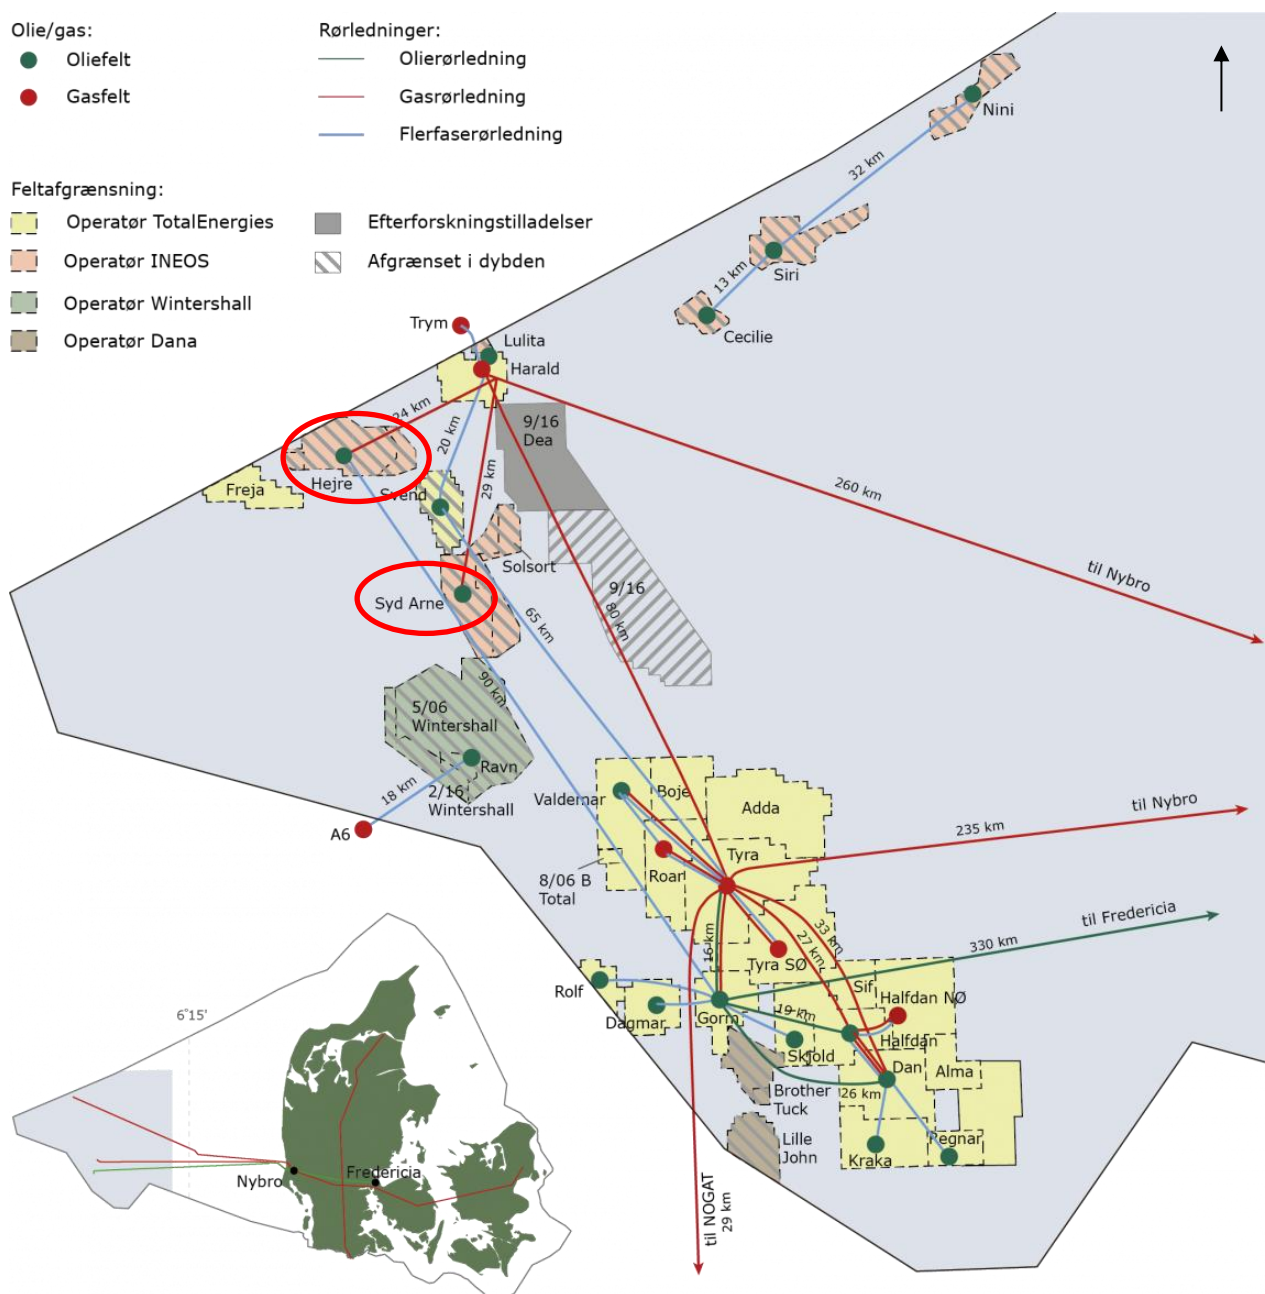 Olie/gas:
Oliefelt
Gasfelt
Rørledninger:
Olierørledning
Gasrørledning
Flerfaserørledning
Feltafgrænsning:
Operatør TotalEnergies
Operatør INEOS
Operatør Wintershall
Operatør Dana
Efterforskningstilladelser
Afgrænset i dybden
Nini
32 km
Siri
13 km
Cecilie
Trym
Lulita
Harald
24 km
20 km
29 km
9/16
Dea
Hejre
Freja
Svend
260 km
til Nybro
Solsort
Syd Arne
9/16
80 km
65 km
90 km
5/06
Wintershall
Ravn
18 km
2/16
Wintershall
A6
Valdemar
Boje
Adda
til Nybro
235 km
Tyra
Roar
8/06 B
Total
til Fredericia
330 km
16 km
33 km
27 km
Tyra SØ
Rolf
Dagmar
Gorm
19 km
Sif
Halfdan NØ
Halfdan
Skjold
Dan
Alma
Brother
Tuck
26 km
Lille
John
Kraka
Regnar
til NOGAT
29 km
6°15'
Nybro
Fredericia